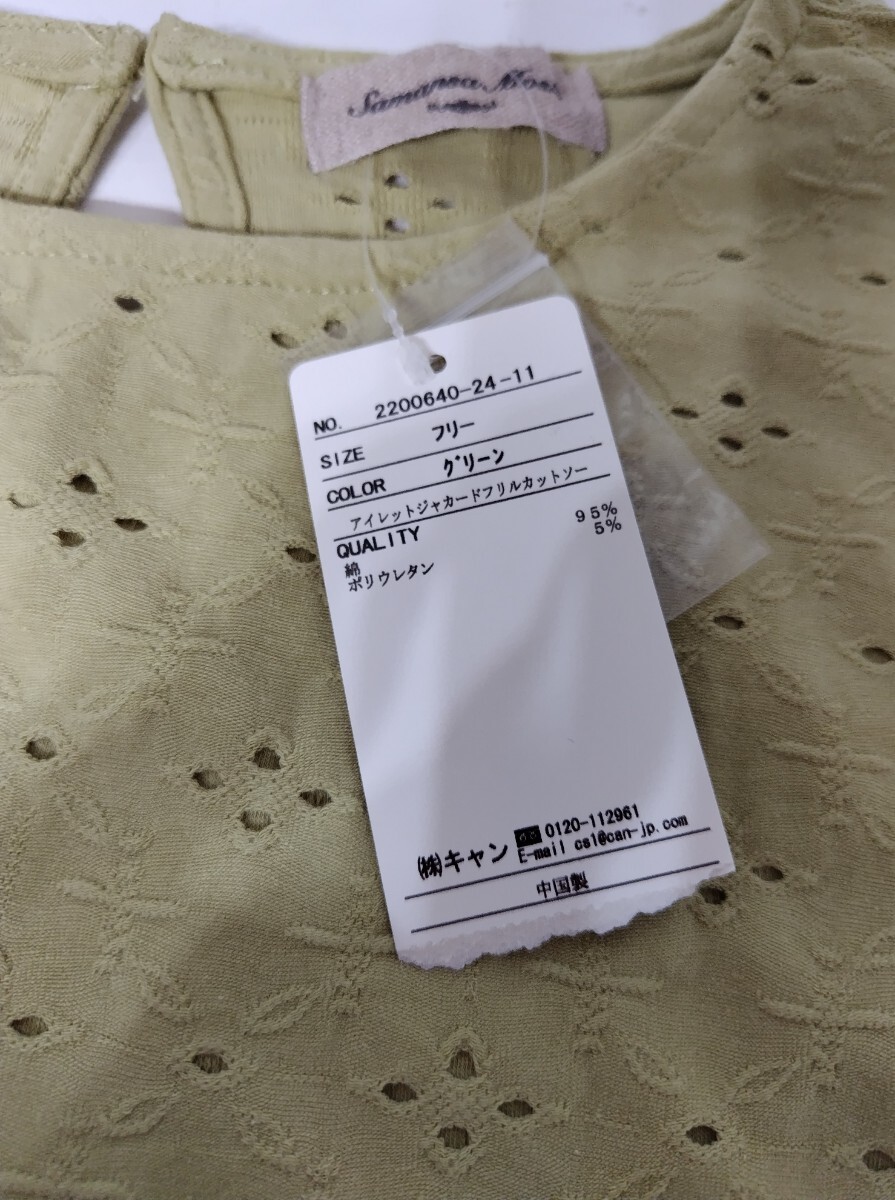 Samansa Mos2
NO. 2200640-24-11
SIZE フリー
COLOR グリーン
アイレットジャカードフリルカットソー
QUALITY
綿 95%
ポリウレタン 5%
㈱キャン 0120-112961
E-mail cs1@can-jp.com
中国製